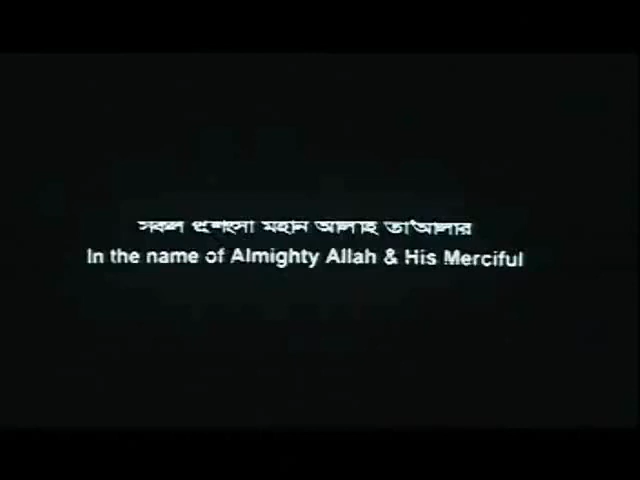 সকল প্রশংসা মহান আল্লাহ তা'আলার
In the name of Almighty Allah & His Merciful